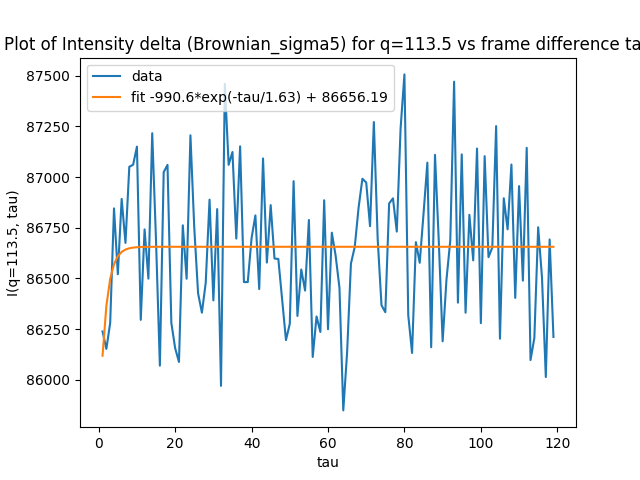 Plot of Intensity delta (Brownian_sigma5) for q=113.5 vs frame difference ta
data
fit -990.6*exp(-tau/1.63) + 86656.19
I(q=113.5, tau)
87500
87250
87000
86750
86500
86250
86000
0 20 40 60 80 100 120
tau